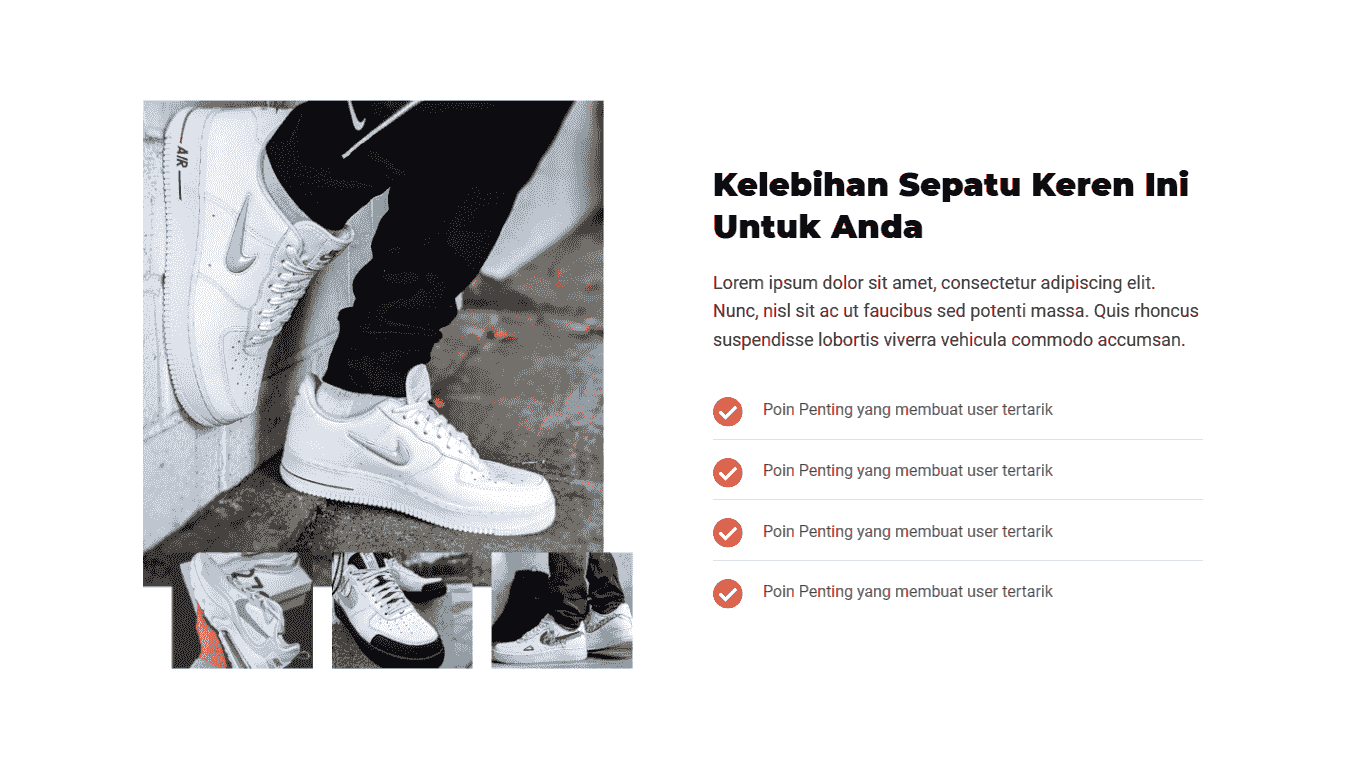 AIR
Kelebihan Sepatu Keren Ini
Untuk Anda
Lorem ipsum dolor sit amet, consectetur adipiscing elit.
Nunc, nisl sit ac ut faucibus sed potenti massa. Quis rhoncus
suspendisse lobortis viverra vehicula commodo accumsan.
Poin Penting yang membuat user tertarik
Poin Penting yang membuat user tertarik
Poin Penting yang membuat user tertarik
Poin Penting yang membuat user tertarik